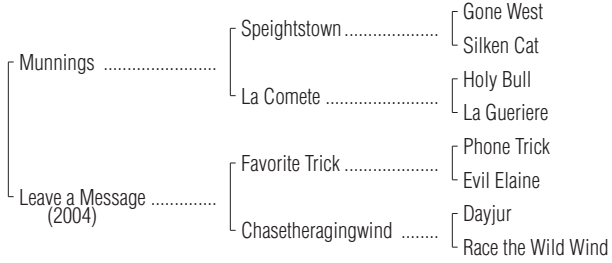 Gone West
Speightstown .....................
Silken Cat
Munnings .........................
Holy Bull
La Comete .........................
La Gueriere
Phone Trick
Favorite Trick .....................
Evil Elaine
Leave a Message ...............
(2004)
Dayjur
Chasetheragingwind ........
Race the Wild Wind